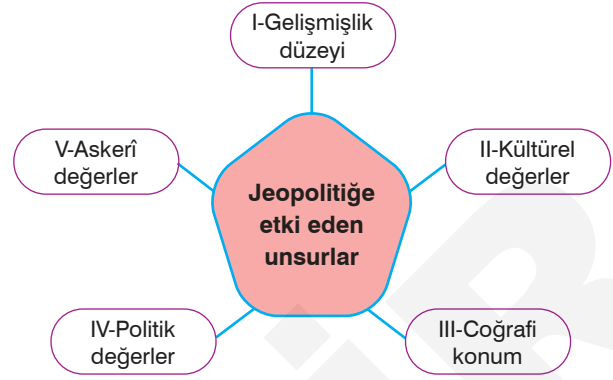 I-Gelişmişlik
düzeyi
V-Askerî
değerler
II-Kültürel
değerler
Jeopolitiğe
etki eden
unsurlar
IV-Politik
değerler
III-Coğrafi
konum